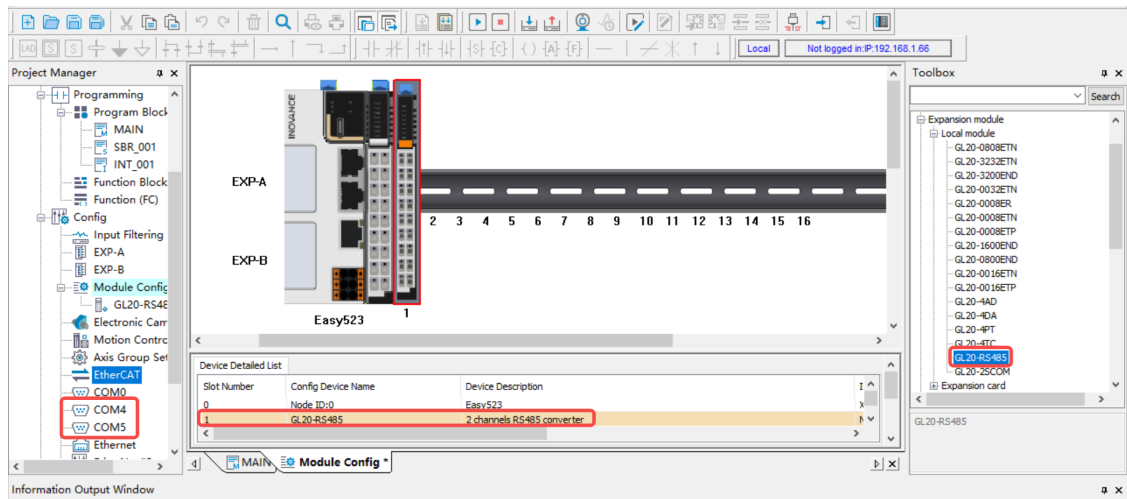 TEST
LAD
S
S
S
C
A
F
Local
Not logged in:IP:192.168.1.66
Project Manager
Programming
Program Block
MAIN
SBR_001
INT_001
Function Block
Function (FC)
Config
Input Filtering
EXP-A
EXP-B
Module Config
GL20-RS48
Electronic Cam
Motion Contrc
Axis Group Set
EtherCAT
COM0
COM4
COM5
Ethernet
INOVANCE
EXP-A
EXP-B
2 3 4 5 6 7 8 9 10 11 12 13 14 15 16
Easy523
1
Device Detailed List
Slot Number Config Device Name Device Description
0 Node ID:0 Easy523
1 GL20-RS485 2 channels RS485 converter
MAIN
Module Config *
Toolbox
Search
Expansion module
Local module
GL20-0808ETN
GL20-3232ETN
GL20-3200END
GL20-0032ETN
GL20-0008ER
GL20-0008ETN
GL20-0008ETP
GL20-1600END
GL20-0800END
GL20-0016ETN
GL20-0016ETP
GL20-4AD
GL20-4DA
GL20-4PT
GL20-4TC
GL20-RS485
GL20-2SCOM
Expansion card
GL20-RS485
Information Output Window